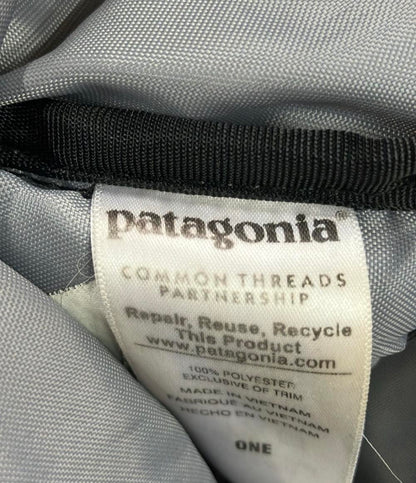 patagonia®
COMMON THREADS
PARTNERSHIP
Repair, Reuse, Recycle
This Product
www.patagonia.com
100% POLYESTER
EXCLUSIVE OF TRIM
MADE IN VIETNAM
FABRIQUÉ AU VIETNAM
HECHO EN VIETNAM
ONE